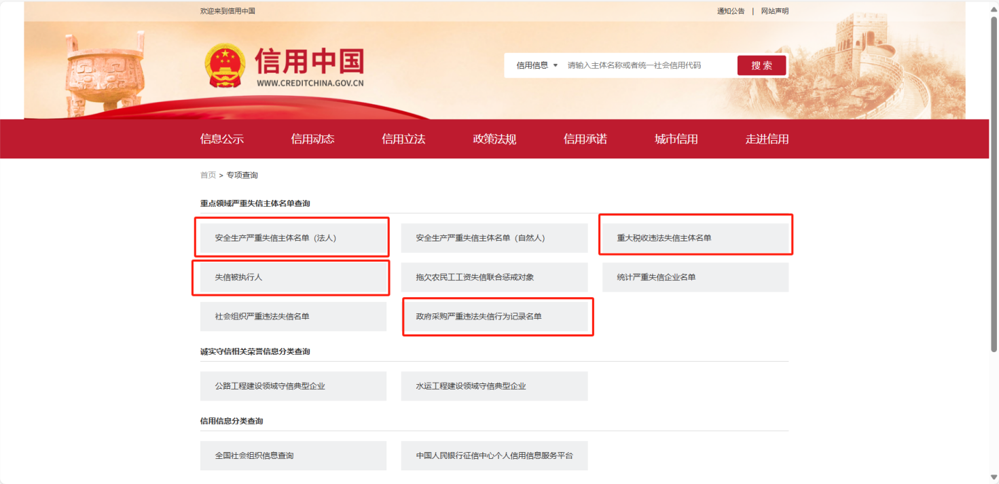 欢迎来到信用中国
通知公告 | 网站声明
信用中国
WWW.CREDITCHINA.GOV.CN
信用信息 请输入主体名称或者统一社会信用代码 搜索
信息公示 信用动态 信用立法 政策法规 信用承诺 城市信用 走进信用
首页 > 专项查询
重点领域严重失信主体名单查询
安全生产严重失信主体名单（法人） 安全生产严重失信主体名单（自然人） 重大税收违法失信主体名单
失信被执行人 拖欠农民工工资失信联合惩戒对象 统计严重失信企业名单
社会组织严重违法失信名单 政府采购严重违法失信行为记录名单
诚实守信相关荣誉信息分类查询
公路工程建设领域守信典型企业 水运工程建设领域守信典型企业
信用信息分类查询
全国社会组织信息查询 中国人民银行征信中心个人信用信息服务平台